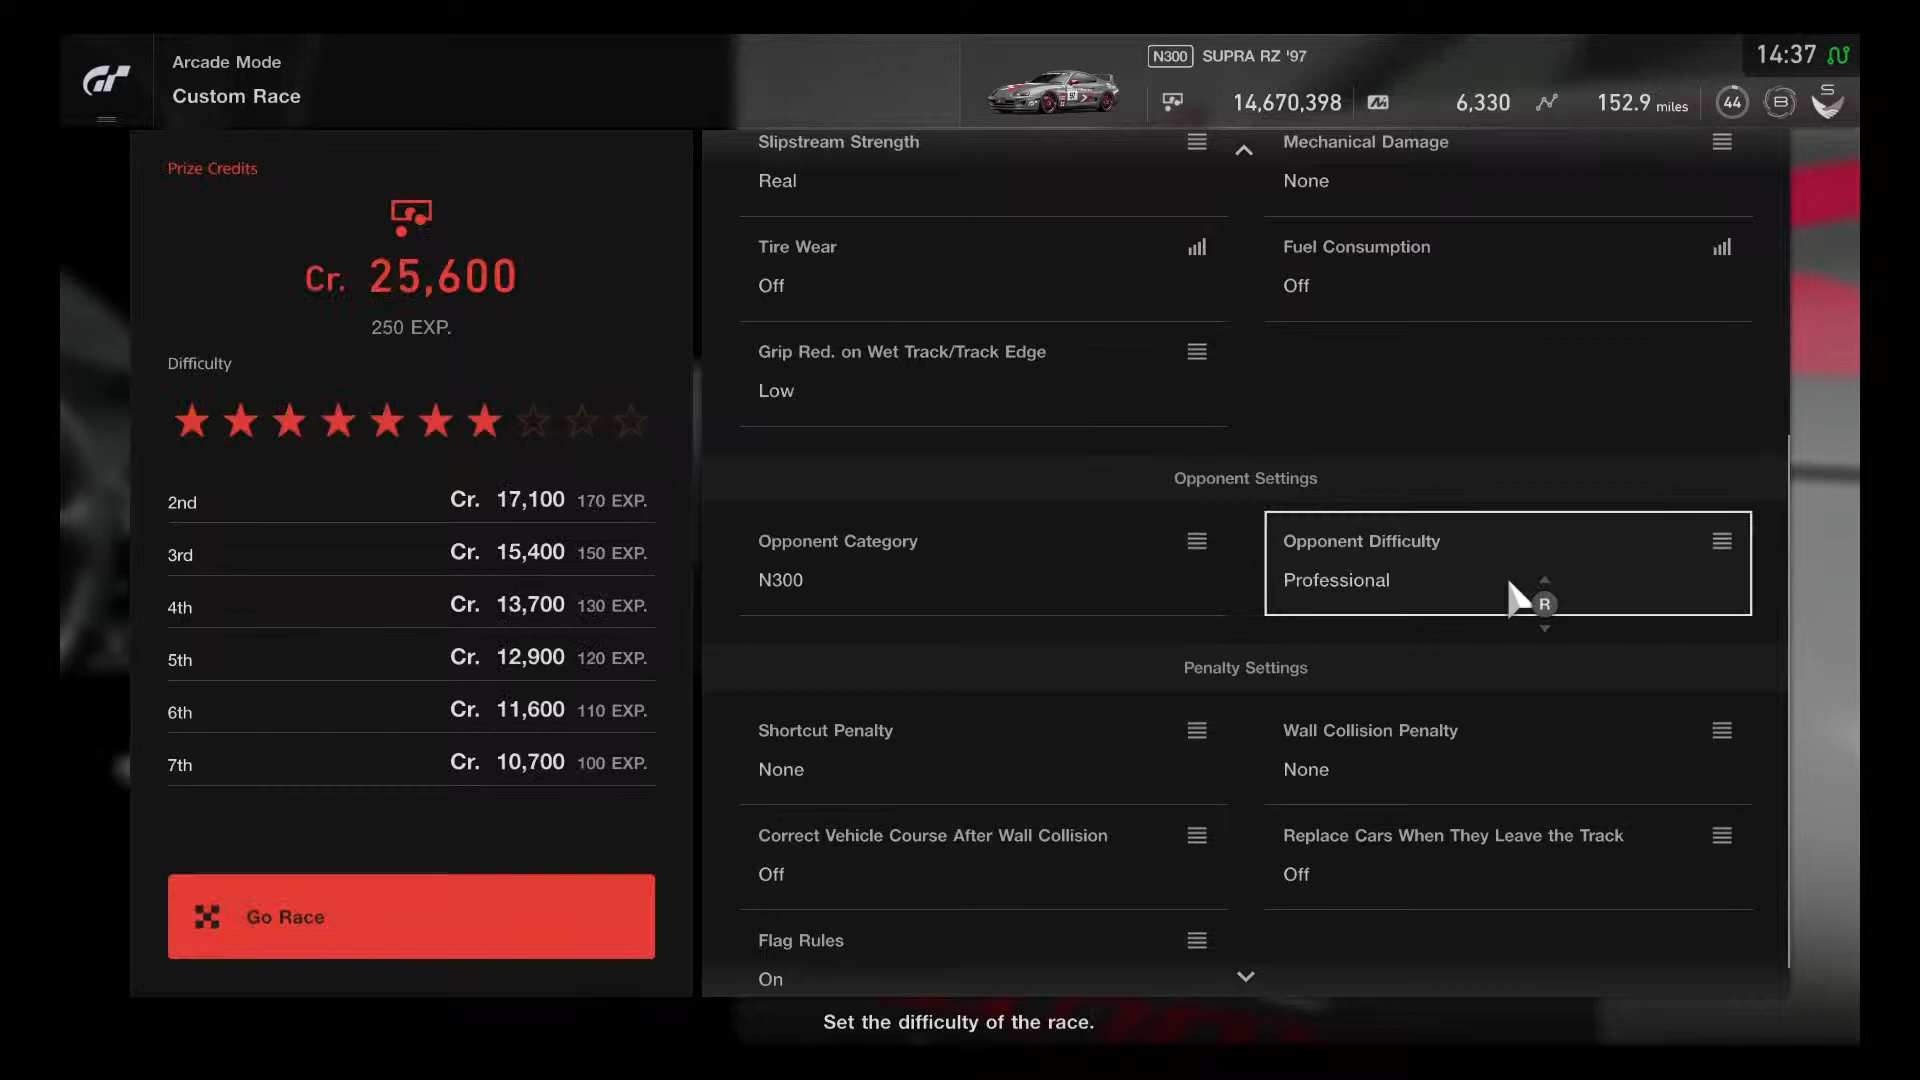 Arcade Mode
Custom Race
N300 SUPRA RZ '97
14,670,398
6,330
152.9 miles
44
B
S
14:37
Prize Credits
Cr. 25,600
250 EXP.
Difficulty
2nd Cr. 17,100 170 EXP.
3rd Cr. 15,400 150 EXP.
4th Cr. 13,700 130 EXP.
5th Cr. 12,900 120 EXP.
6th Cr. 11,600 110 EXP.
7th Cr. 10,700 100 EXP.
Go Race
Slipstream Strength
Real
Mechanical Damage
None
Tire Wear
Off
Fuel Consumption
Off
Grip Red. on Wet Track/Track Edge
Low
Opponent Settings
Opponent Category
N300
Opponent Difficulty
Professional
R
Penalty Settings
Shortcut Penalty
None
Wall Collision Penalty
None
Correct Vehicle Course After Wall Collision
Off
Replace Cars When They Leave the Track
Off
Flag Rules
On
Set the difficulty of the race.